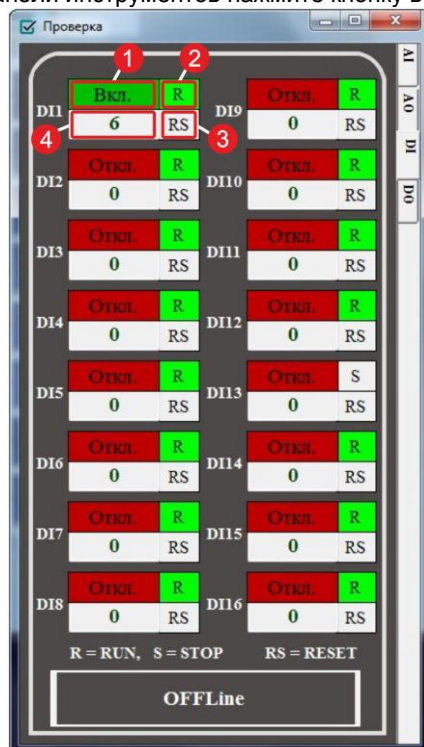 нажмите кнопку
Проверка
1 2
Вкл. R
DI1
6 RS
4 3
Откл. R
DI9
0 RS
Откл. R
DI2
0 RS
Откл. R
DI10
0 RS
Откл. R
DI3
0 RS
Откл. R
DI11
0 RS
Откл. R
DI4
0 RS
Откл. R
DI12
0 RS
Откл. R
DI5
0 RS
Откл. S
DI13
0 RS
Откл. R
DI6
0 RS
Откл. R
DI14
0 RS
Откл. R
DI7
0 RS
Откл. R
DI15
0 RS
Откл. R
DI8
0 RS
Откл. R
DI16
0 RS
R = RUN, S = STOP RS = RESET
OFFLine
AI
AO
DI
DO